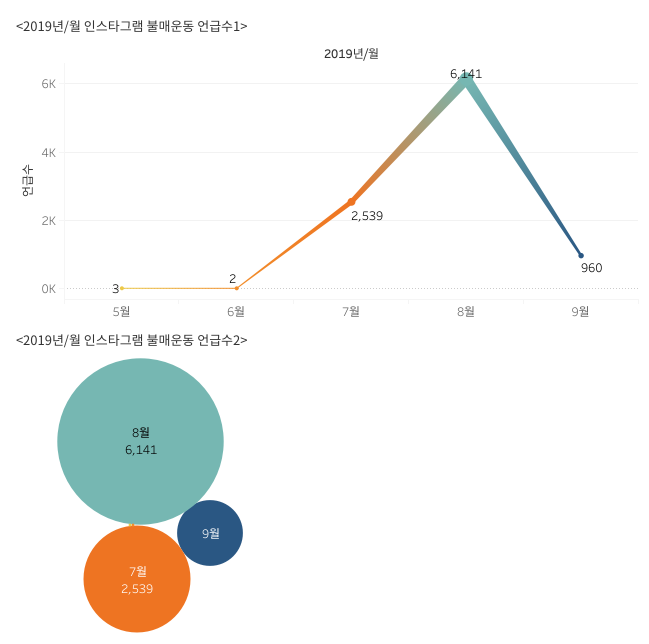 <2019년/월 인스타그램 불매운동 언급수1>
2019년/월
6K
4K
2K
0K
언급수
3
2
2,539
6,141
960
5월
6월
7월
8월
9월
<2019년/월 인스타그램 불매운동 언급수2>
8월
6,141
9월
7월
2,539